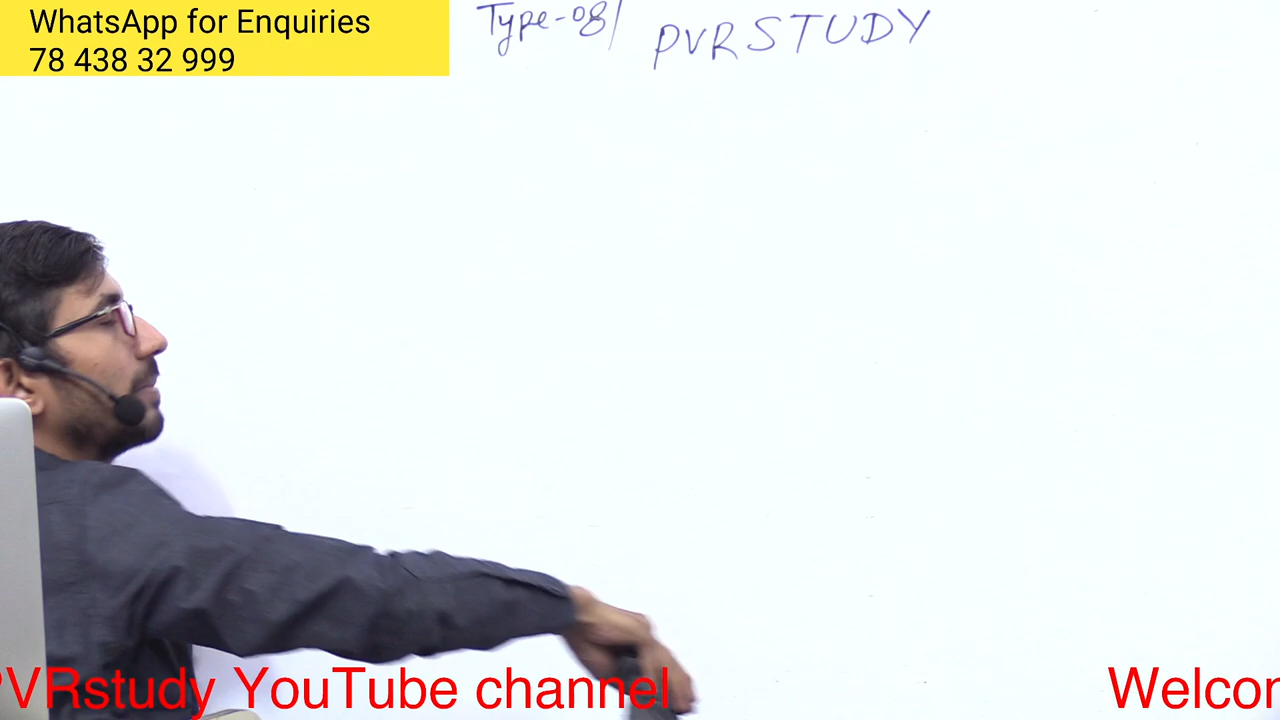 WhatsApp for Enquiries
78 438 32 999
Type-08/ PVRSTUDY
PVRstudy YouTube channel
Welcor